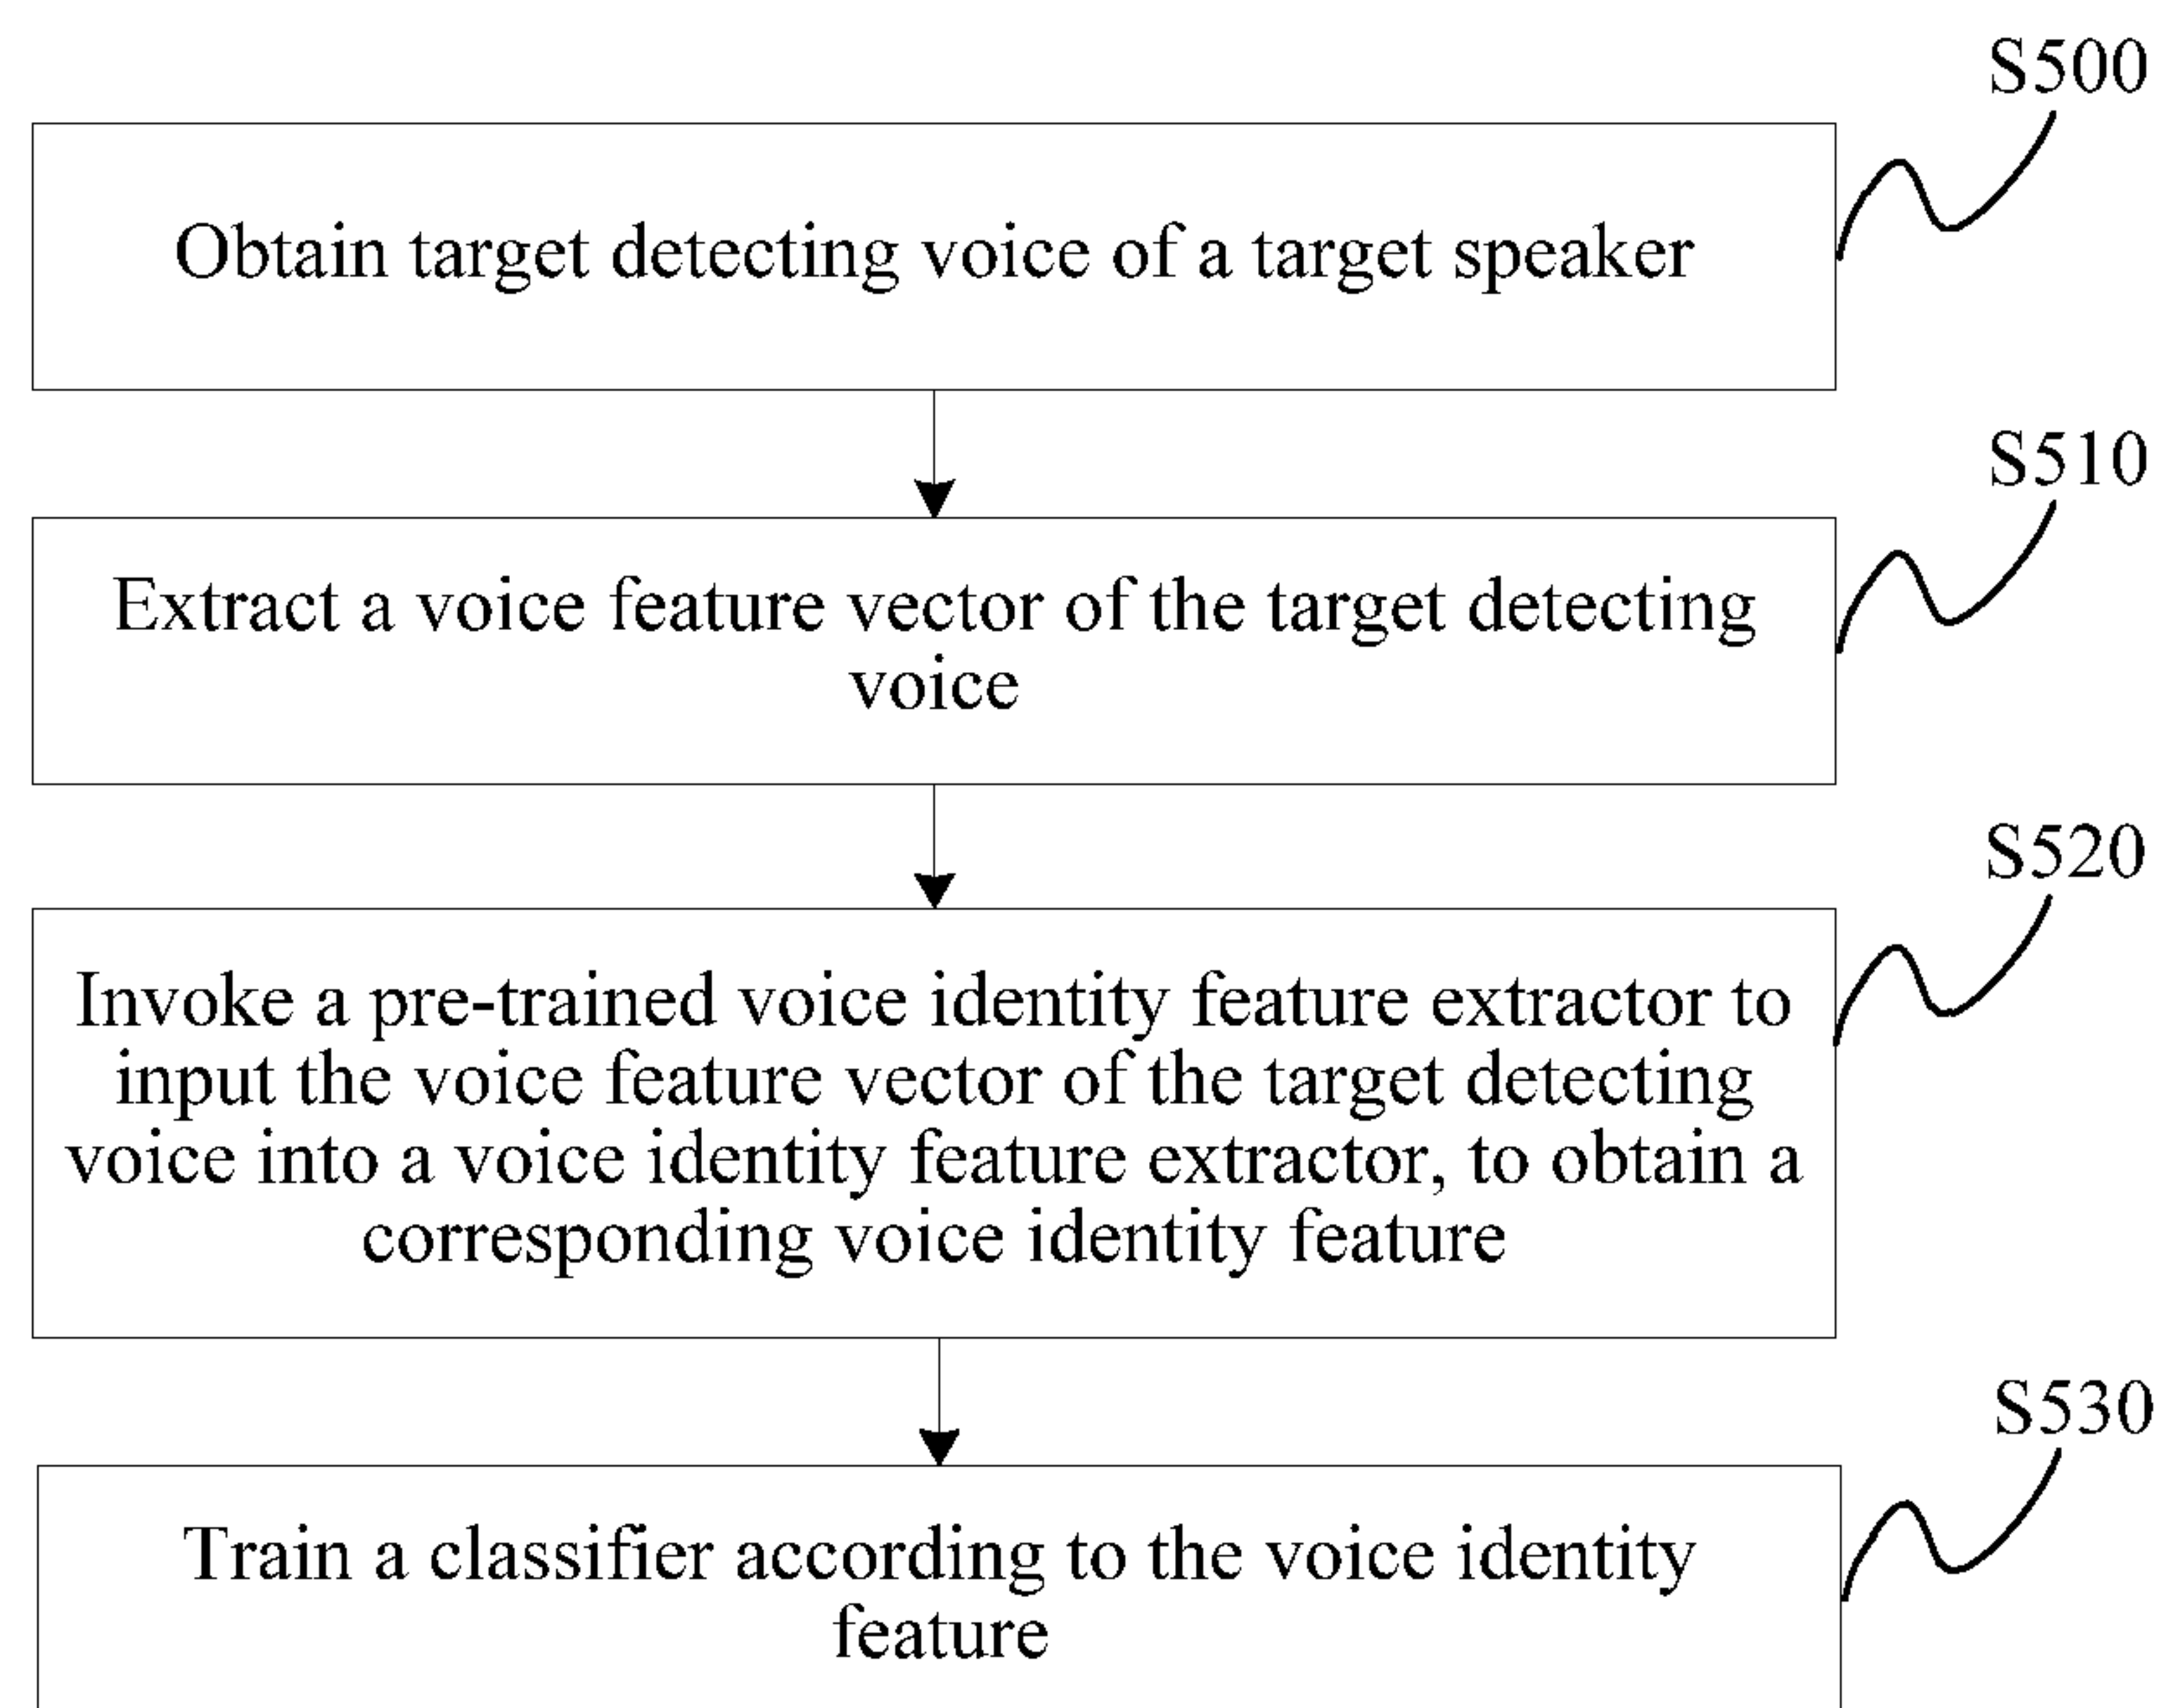 S500
Obtain target detecting voice of a target speaker
S510
Extract a voice feature vector of the target detecting
voice
S520
Invoke a pre-trained voice identity feature extractor to
input the voice feature vector of the target detecting
voice into a voice identity feature extractor, to obtain a
corresponding voice identity feature
S530
Train a classifier according to the voice identity
feature